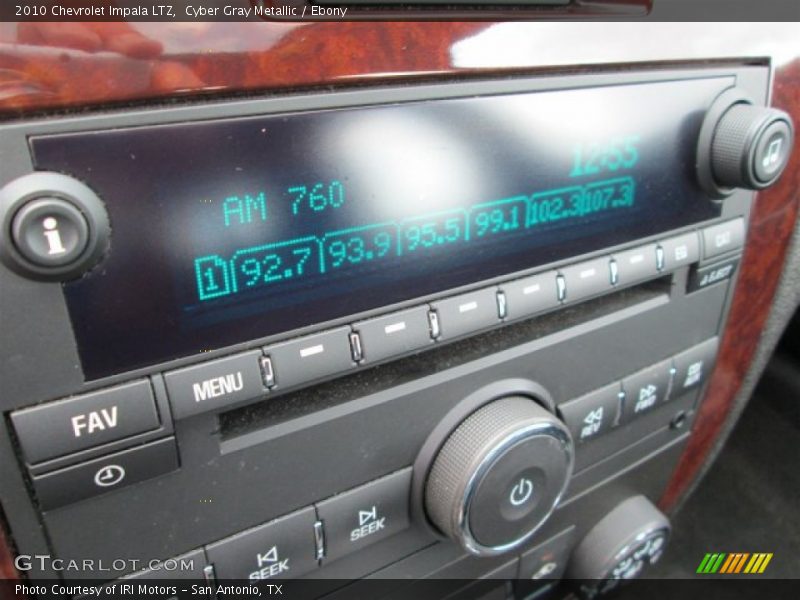 2010 Chevrolet Impala LTZ, Cyber Gray Metallic / Ebony
12:55
AM 760
1 92.7 93.9 95.5 99.1 102.3 107.3
i
CAT
EJECT
MENU
FAV
REV
FWD
SEEK
SEEK
GTCARLOT.COM
Photo Courtesy of IRI Motors – San Antonio, TX